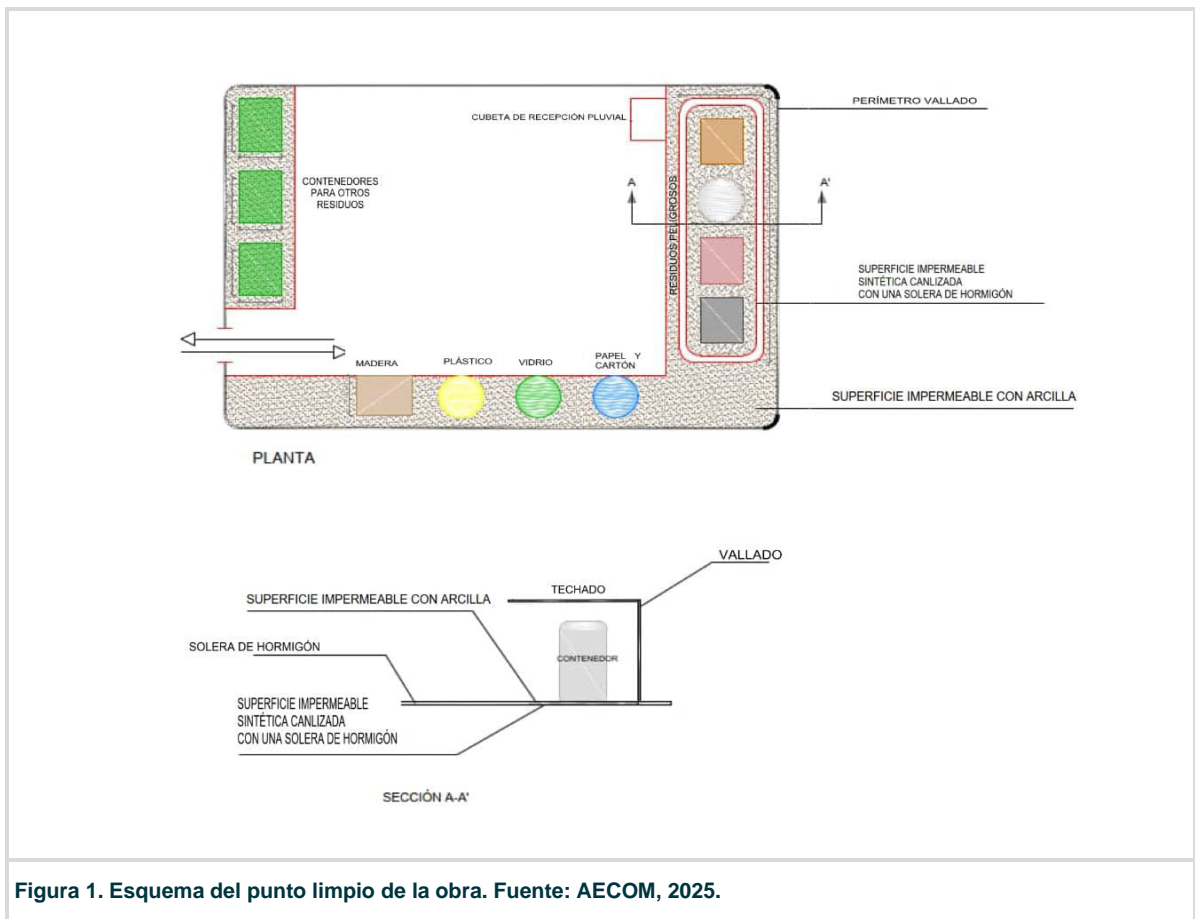 PERÍMETRO VALLADO
CUBETA DE RECEPCIÓN PLUVIAL
CONTENEDORES
PARA OTROS
RESIDUOS
A
A'
RESIDUOS PELIGROSOS
SUPERFICIE IMPERMEABLE
SINTÉTICA CANLIZADA
CON UNA SOLERA DE HORMIGÓN
MADERA
PLÁSTICO
VIDRIO
PAPEL Y
CARTÓN
SUPERFICIE IMPERMEABLE CON ARCILLA
PLANTA
VALLADO
TECHADO
SUPERFICIE IMPERMEABLE CON ARCILLA
SOLERA DE HORMIGÓN
CONTENEDOR
SUPERFICIE IMPERMEABLE
SINTÉTICA CANLIZADA
CON UNA SOLERA DE HORMIGÓN
SECCIÓN A-A'
Figura 1. Esquema del punto limpio de la obra. Fuente: AECOM, 2025.